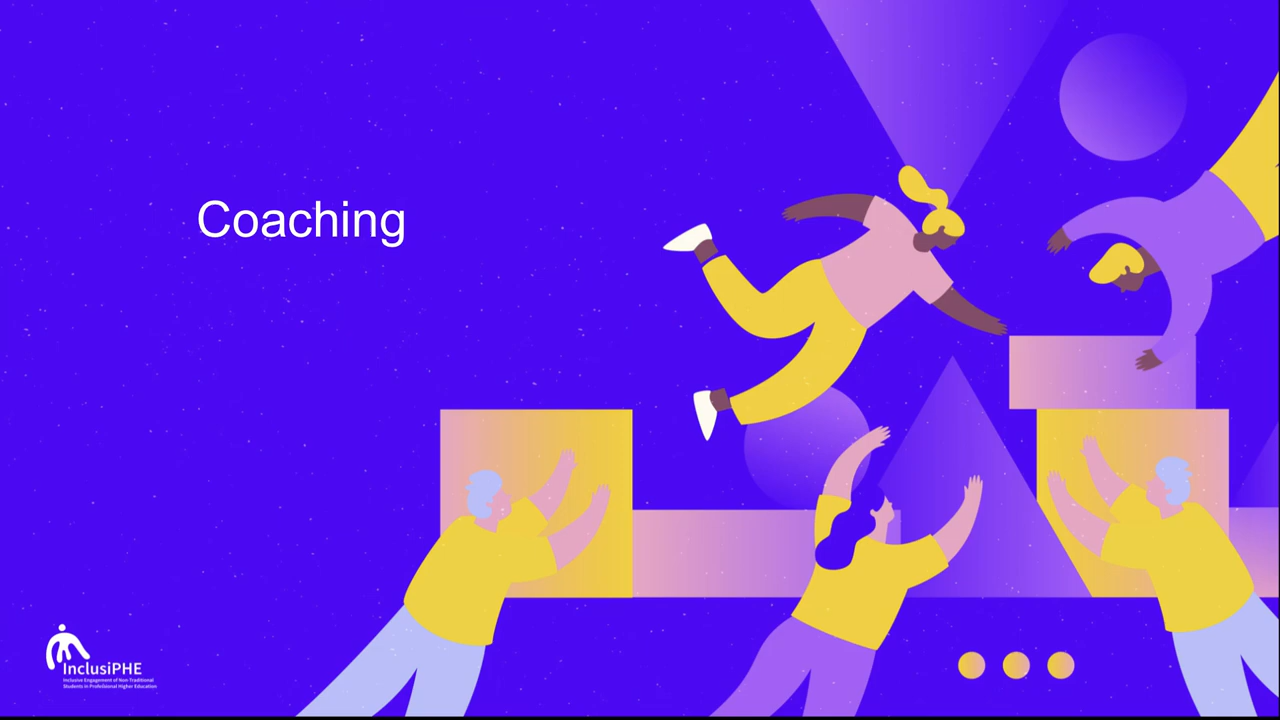 Coaching
InclusiPHE
Inclusive Engagement of Non-Traditional
Students in Professional Higher Education